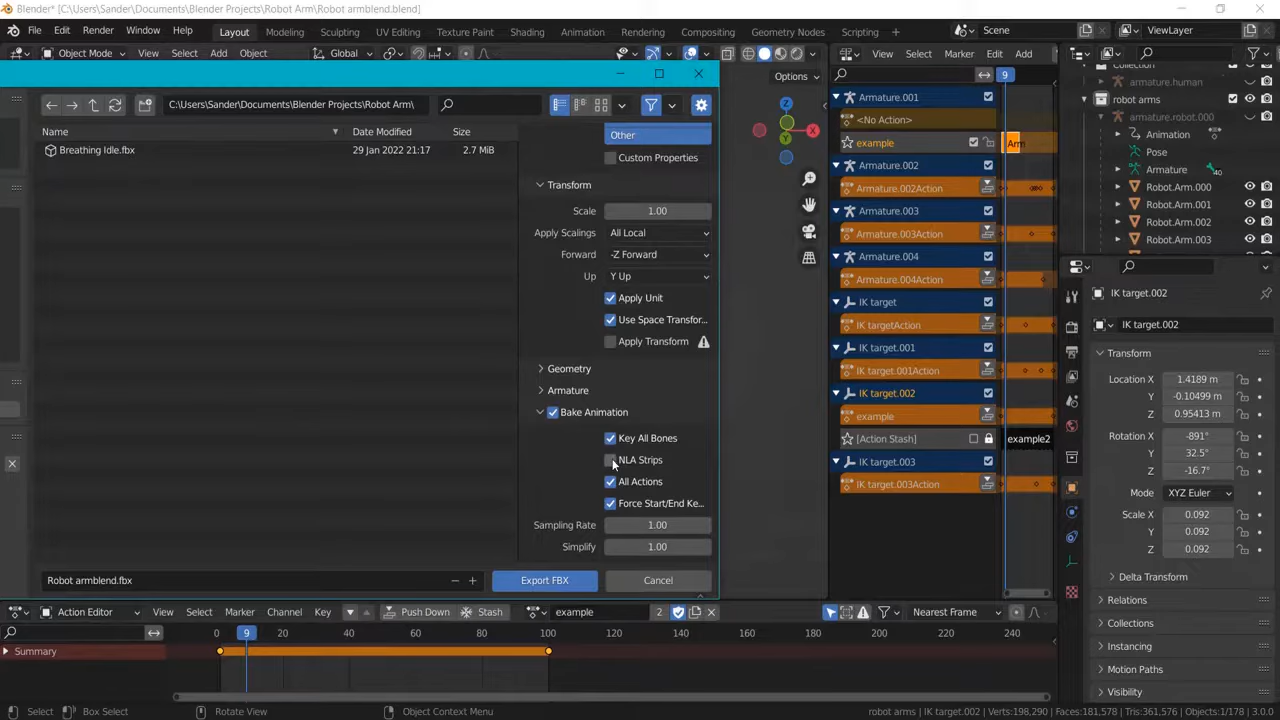 Blender* [C:\Users\Sander\Documents\Blender Projects\Robot Arm\Robot armblend.blend]
File Edit Render Window Help Layout Modeling Sculpting UV Editing Texture Paint Shading Animation Rendering Compositing Geometry Nodes Scripting Scene ViewLayer
Object Mode View Select Add Object Global View Select Marker Edit Add
Options
9
C:\Users\Sander\Documents\Blender Projects\Robot Arm\
Name Date Modified Size
Breathing Idle.fbx 29 Jan 2022 21:17 2.7 MiB
Other
Custom Properties
Transform
Scale 1.00
Apply Scalings All Local
Forward -Z Forward
Up Y Up
Apply Unit
Use Space Transfor...
Apply Transform
Geometry
Armature
Bake Animation
Key All Bones
NLA Strips
All Actions
Force Start/End Ke...
Sampling Rate 1.00
Simplify 1.00
Robot armblend.fbx Export FBX Cancel
Z
X
Y
Armature.001
<No Action>
example Arm
Armature.002
Armature.002Action
Armature.003
Armature.003Action
Armature.004
Armature.004Action
IK target
IK targetAction
IK target.001
IK target.001Action
IK target.002
example
[Action Stash] example2
IK target.003
IK target.003Action
Collection
armature.human
robot arms
armature.robot.000
Animation
Pose
Armature 40
Robot.Arm.000
Robot.Arm.001
Robot.Arm.002
Robot.Arm.003
IK target.002
IK target.002
Transform
Location X 1.4189 m
Y -0.10499 m
Z 0.95413 m
Rotation X -891°
Y 32.5°
Z -16.7°
Mode XYZ Euler
Scale X 0.092
Y 0.092
Z 0.092
Delta Transform
Relations
Collections
Instancing
Motion Paths
Visibility
Action Editor View Select Marker Channel Key Push Down Stash example 2 Nearest Frame
0 9 20 40 60 80 100 120 140 160 180 200 220 240
Summary
Select Box Select Rotate View Object Context Menu robot arms | IK target.002 | Verts:198,290 | Faces:181,578 | Tris:361,576 | Objects:1/178 | 3.0.0